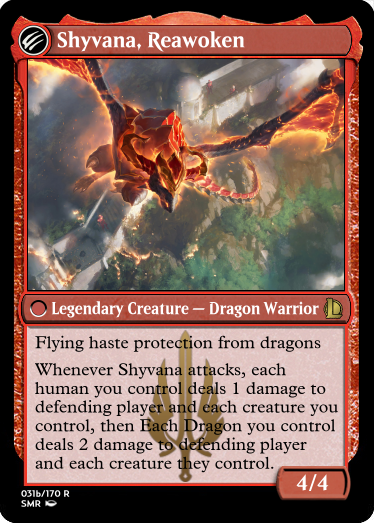 Shyvana, Reawoken
Legendary Creature — Dragon Warrior
Flying haste protection from dragons
Whenever Shyvana attacks, each
human you control deals 1 damage to
defending player and each creature you
control, then Each Dragon you control
deals 2 damage to defending player
and each creature they control.
4/4
031b/170 R
SMR